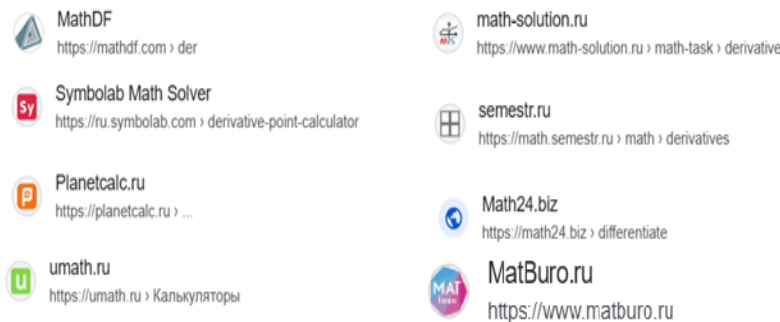 MathDF
https://mathdf.com › der
Sy
Symbolab Math Solver
https://ru.symbolab.com › derivative-point-calculator
Planetcalc.ru
https://planetcalc.ru › ...
u
umath.ru
https://umath.ru › Калькуляторы
math-solution.ru
https://www.math-solution.ru › math-task › derivative
semestr.ru
https://math.semestr.ru › math › derivatives
Math24.biz
https://math24.biz › differentiate
МАТ
MatBuro.ru
https://www.matburo.ru